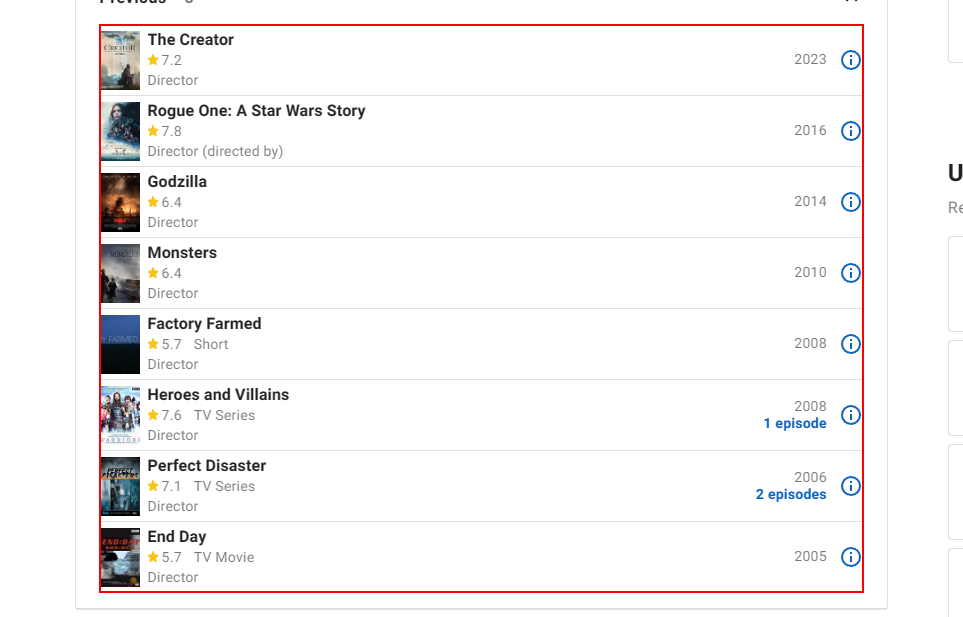 The Creator
7.2
Director
2023
Rogue One: A Star Wars Story
7.8
Director (directed by)
2016
Godzilla
6.4
Director
2014
Monsters
6.4
Director
2010
Factory Farmed
5.7 Short
Director
2008
Heroes and Villains
7.6 TV Series
Director
2008
1 episode
Perfect Disaster
7.1 TV Series
Director
2006
2 episodes
End Day
5.7 TV Movie
Director
2005